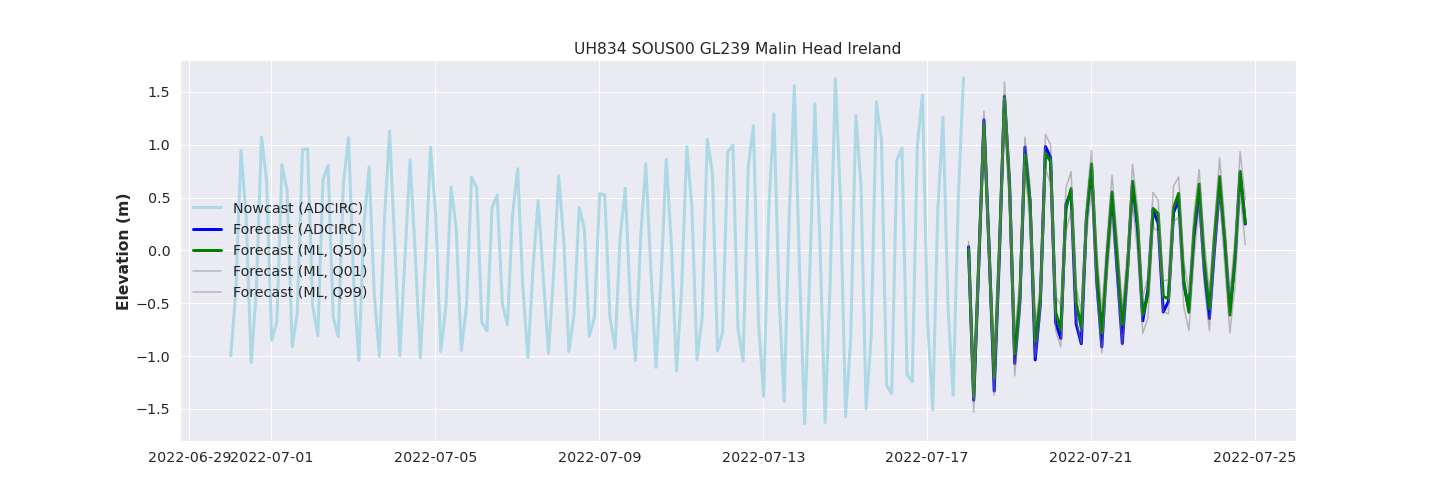 UH834 SOUS00 GL239 Malin Head Ireland
Elevation (m)
1.5
1.0
0.5
0.0
−0.5
−1.0
−1.5
Nowcast (ADCIRC)
Forecast (ADCIRC)
Forecast (ML, Q50)
Forecast (ML, Q01)
Forecast (ML, Q99)
2022-06-29 2022-07-01 2022-07-05 2022-07-09 2022-07-13 2022-07-17 2022-07-21 2022-07-25